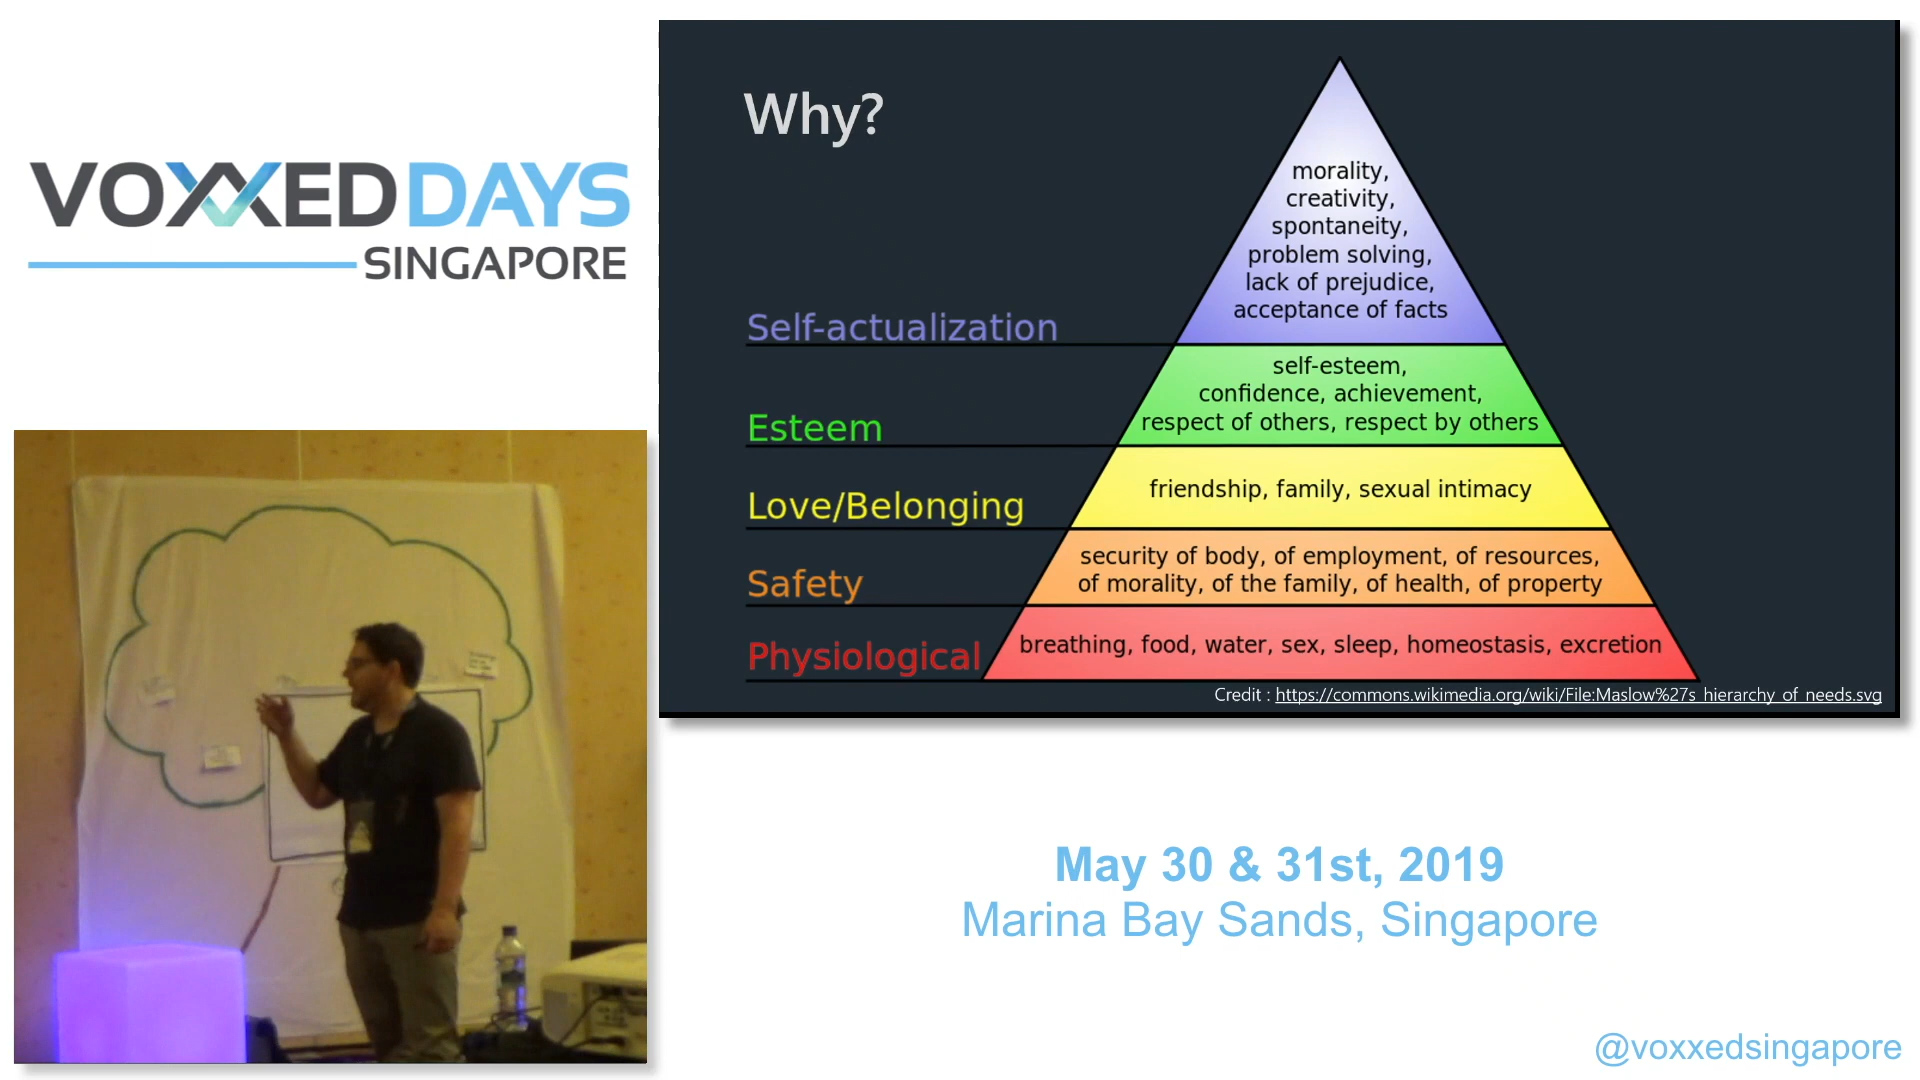 VOXXEDDAYS
SINGAPORE
Why?
morality,
creativity,
spontaneity,
problem solving,
lack of prejudice,
acceptance of facts
Self-actualization
self-esteem,
confidence, achievement,
respect of others, respect by others
Esteem
friendship, family, sexual intimacy
Love/Belonging
security of body, of employment, of resources,
of morality, of the family, of health, of property
Safety
breathing, food, water, sex, sleep, homeostasis, excretion
Physiological
Credit : https://commons.wikimedia.org/wiki/File:Maslow%27s_hierarchy_of_needs.svg
May 30 & 31st, 2019
Marina Bay Sands, Singapore
@voxxedsingapore